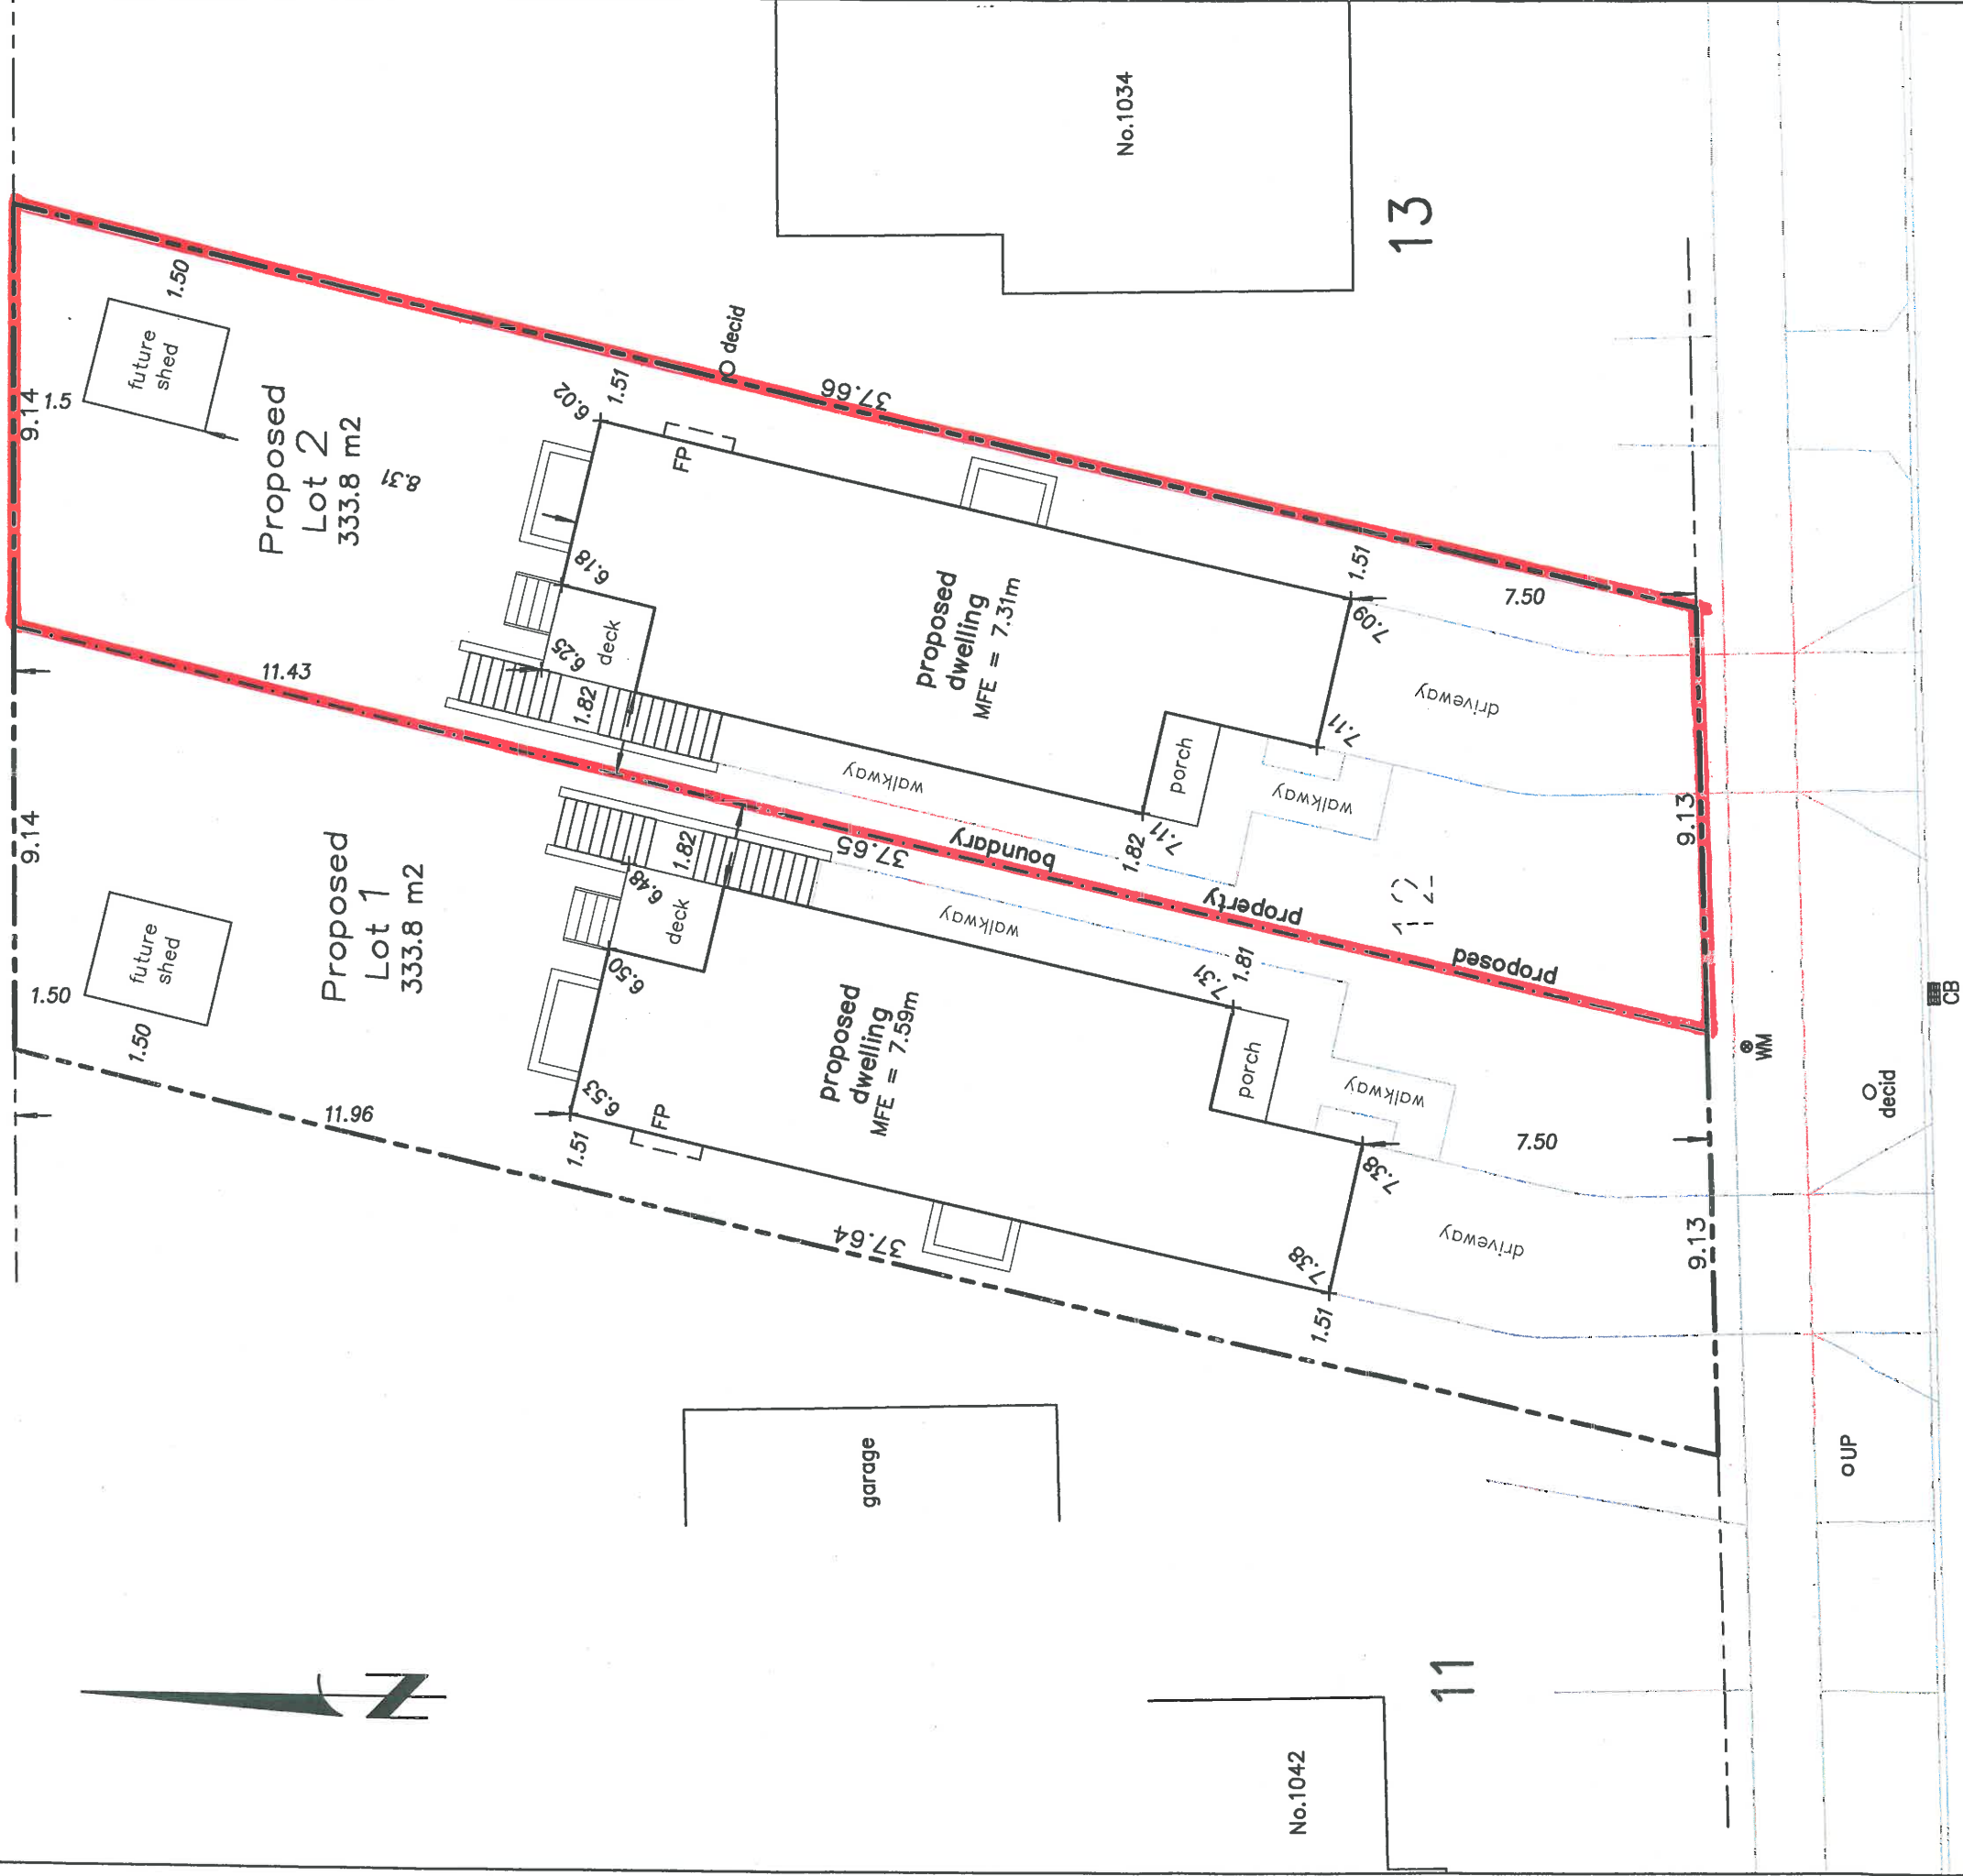 9.14
9.14
1.50
1.5
future
shed
1.50
Proposed
Lot 2
333.8 m2
8.31
future
shed
1.50
1.50
Proposed
Lot 1
333.8 m2
11.43
11.96
6.02
1.51
FP
decid
37.66
6.18
6.25
deck
1.82
proposed
dwelling
MFE = 7.31m
walkway
porch
7.11
1.82
7.11
walkway
1.51
7.09
7.50
driveway
9.13
1.82
6.48
deck
6.50
6.53
FP
1.51
37.65
proposed property boundary
12
proposed
dwelling
MFE = 7.59m
walkway
7.31
1.81
porch
walkway
7.38
7.50
7.38
1.51
driveway
37.64
9.13
No.1034
13
garage
No.1042
11
N
WM
CB
decid
UP